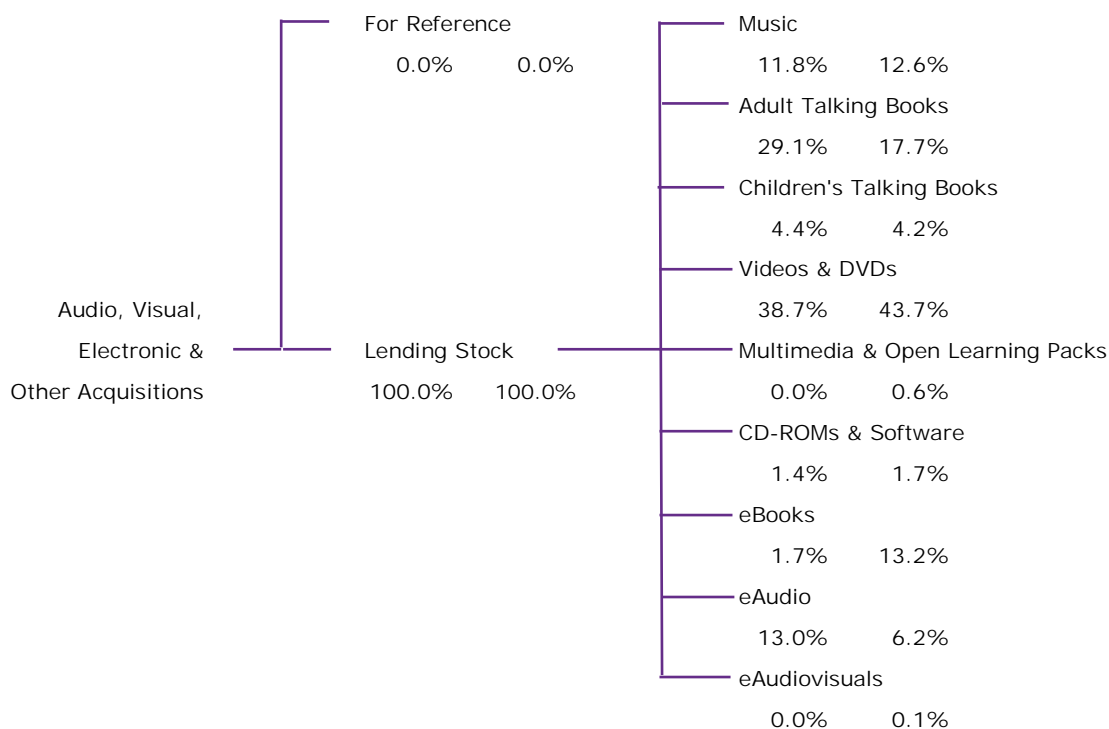 Audio, Visual,
Electronic &
Other Acquisitions
For Reference
0.0% 0.0%
Lending Stock
100.0% 100.0%
Music
11.8% 12.6%
Adult Talking Books
29.1% 17.7%
Children's Talking Books
4.4% 4.2%
Videos & DVDs
38.7% 43.7%
Multimedia & Open Learning Packs
0.0% 0.6%
CD-ROMs & Software
1.4% 1.7%
eBooks
1.7% 13.2%
eAudio
13.0% 6.2%
eAudiovisuals
0.0% 0.1%